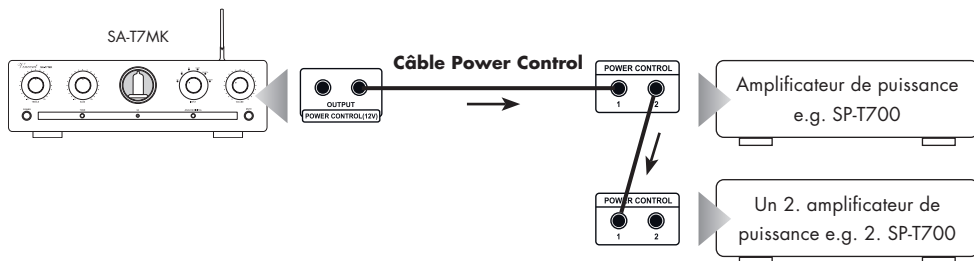 SA-T7MK
Vincent
Câble Power Control
OUTPUT
POWER CONTROL(12V)
POWER CONTROL
1 2
Amplificateur de puissance
e.g. SP-T700
POWER CONTROL
1 2
Un 2. amplificateur de
puissance e.g. 2. SP-T700